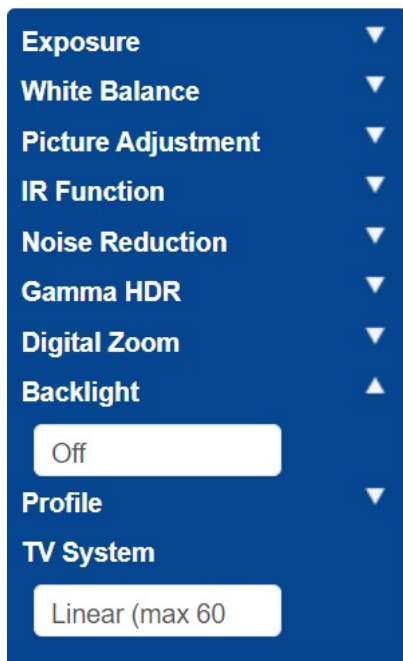 Exposure
White Balance
Picture Adjustment
IR Function
Noise Reduction
Gamma HDR
Digital Zoom
Backlight
Off
Profile
TV System
Linear (max 60